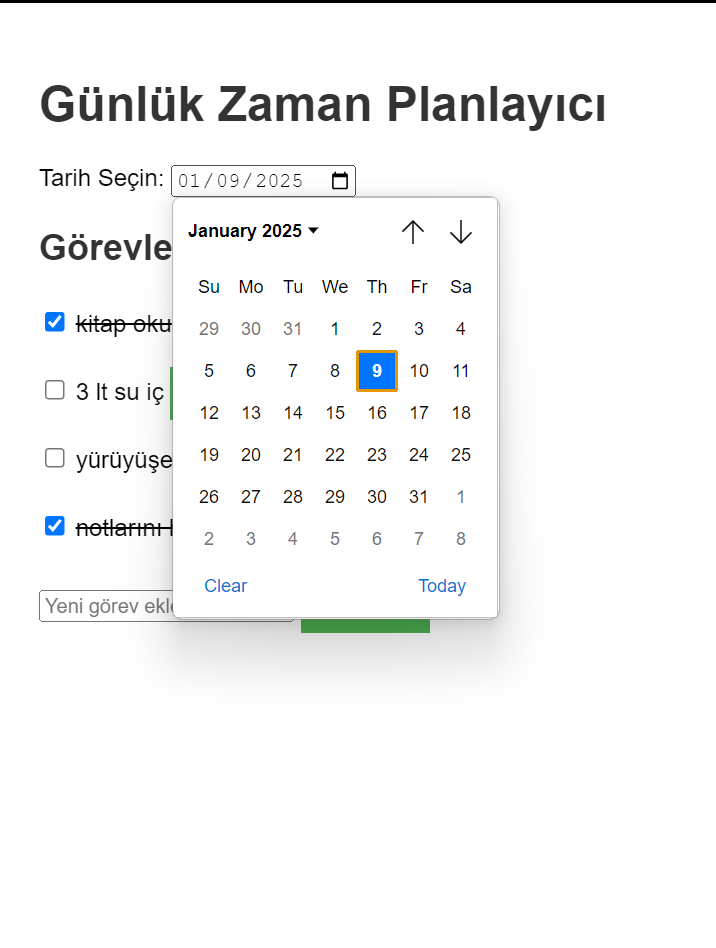 Günlük Zaman Planlayıcı
Tarih Seçin: 01/09/2025
January 2025
Su Mo Tu We Th Fr Sa
29 30 31 1 2 3 4
5 6 7 8 9 10 11
12 13 14 15 16 17 18
19 20 21 22 23 24 25
26 27 28 29 30 31 1
2 3 4 5 6 7 8
Clear Today
Görevle
kitap oku
3 lt su iç
yürüyüşe
notlarını
Yeni görev ekl